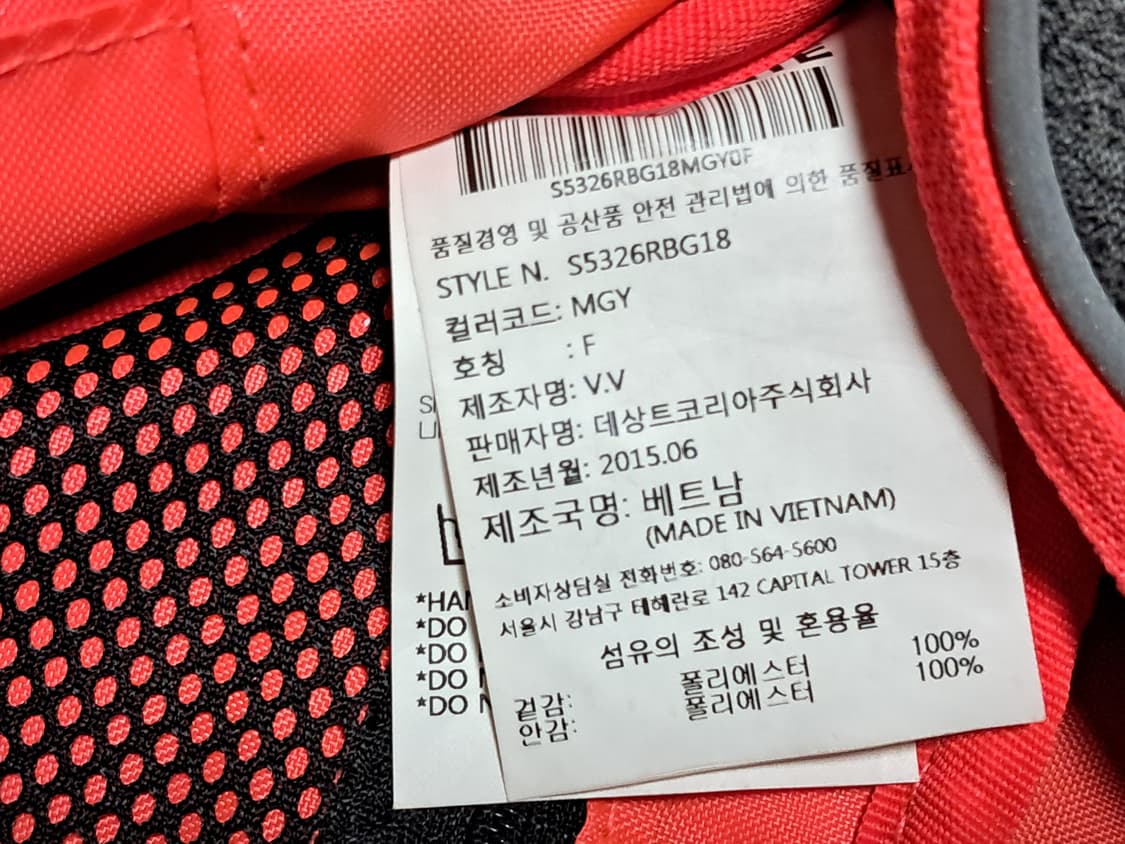 S5326RBG18MGY0F
품질경영 및 공산품 안전 관리법에 의한 품질표
STYLE N. S5326RBG18
컬러코드: MGY
호칭 : F
제조자명: V.V
판매자명: 데상트코리아주식회사
제조년월: 2015.06
제조국명: 베트남
(MADE IN VIETNAM)
소비자상담실 전화번호: 080-564-5600
서울시 강남구 테헤란로 142 CAPITAL TOWER 15층
섬유의 조성 및 혼용율
겉감: 폴리에스터 100%
안감: 폴리에스터 100%
*DO
*DO
*DO
*DO